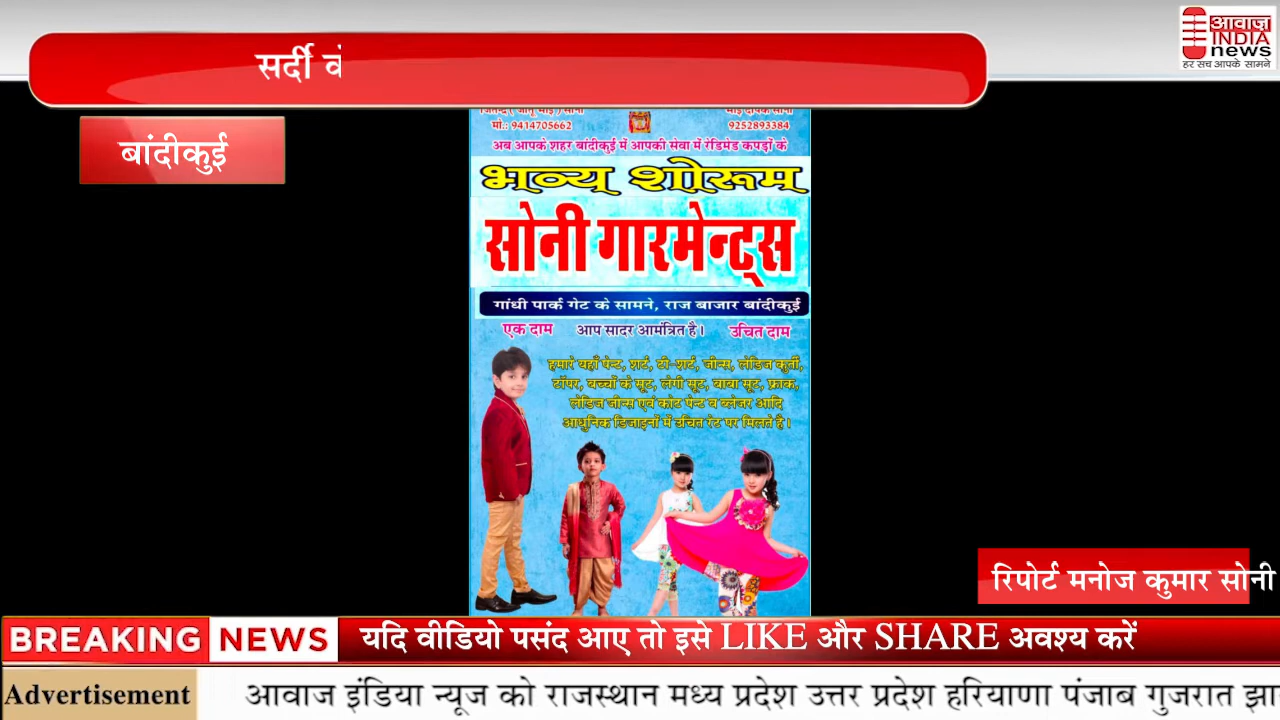 आवाज़
INDIA
news
हर सच आपके सामने
सर्दी
बांदीकुई
मो.: 9414705662
9252893384
अब आपके शहर बांदीकुई में आपकी सेवा में रेडिमेड कपड़ों के
भव्य शोरूम
सोनी गारमेन्ट्स
गांधी पार्क गेट के सामने, राज बाजार बांदीकुई
एक दाम आप सादर आमंत्रित है। उचित दाम
हमारे यहाँ पेन्ट, शर्ट, टी-शर्ट, जीन्स, लेडिज कुर्ती,
टॉपर, बच्चों के सूट, लेगी सूट, बाबा सूट, फ्राक,
लेडिज जीन्स एवं कोट पेन्ट व ब्लेजर आदि
आधुनिक डिजाइनों में उचित रेट पर मिलते है।
रिपोर्ट मनोज कुमार सोनी
BREAKING NEWS यदि वीडियो पसंद आए तो इसे LIKE और SHARE अवश्य करें
Advertisement आवाज इंडिया न्यूज को राजस्थान मध्य प्रदेश उत्तर प्रदेश हरियाणा पंजाब गुजरात